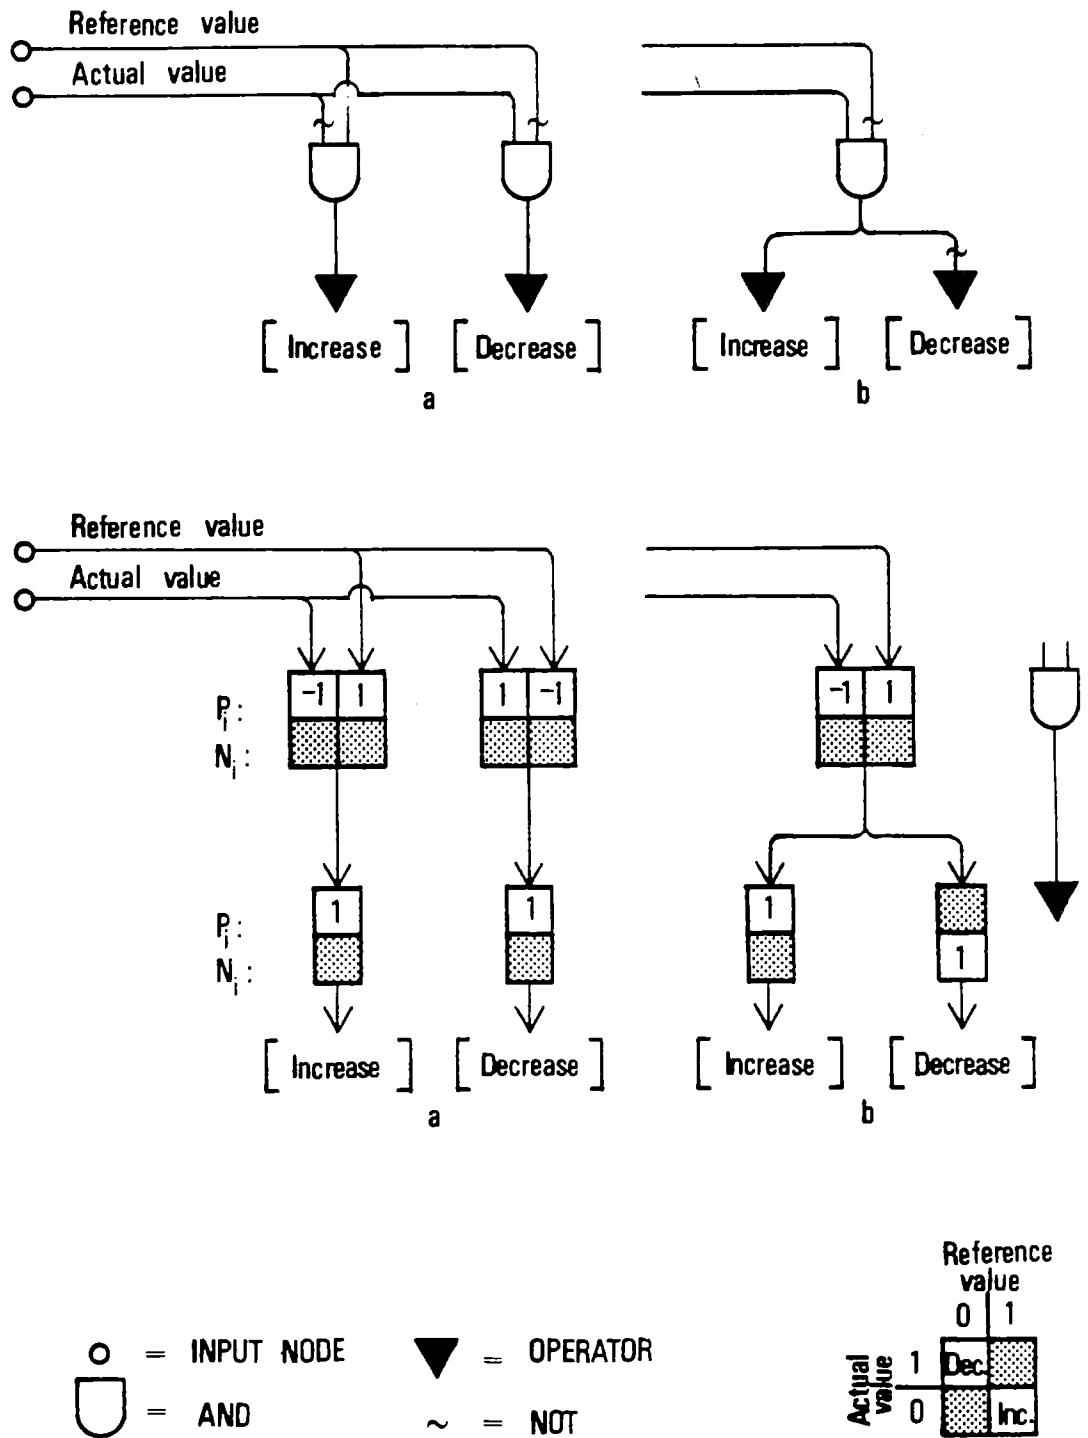 Reference value
Actual value
~ ~ ~
~
[ Increase ] [ Decrease ] [ Increase ] [ Decrease ]
a b
Reference value
Actual value
-1 1 1 -1 -1 1
Pi:
Ni:
1 1 1
Pi:
Ni: 1
[ Increase ] [ Decrease ] [ Increase ] [ Decrease ]
a b
Reference
value
0 1
= INPUT NODE = OPERATOR
Actual value 1 Dec.
= AND ~ = NOT 0 Inc.